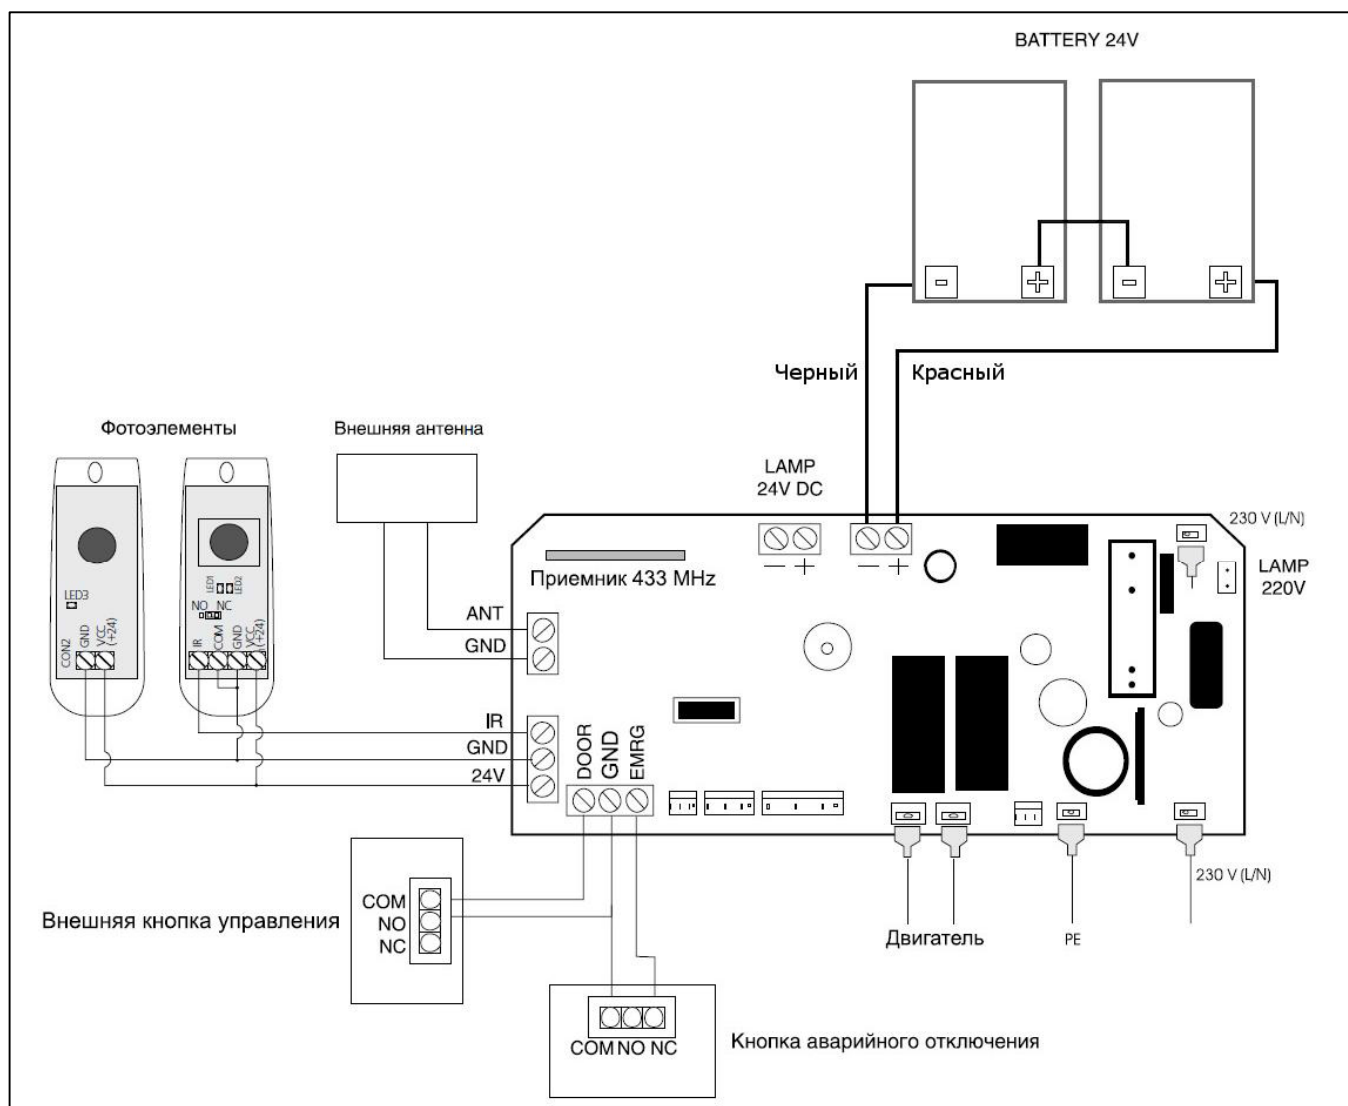 BATTERY 24V
Черный
Красный
Фотоэлементы
Внешняя антенна
LAMP
24V DC
230 V (L/N)
LAMP
220V
Приемник 433 MHz
ANT
GND
LED3
CON2
GND
VCC
(+24)
LED1
LED2
NO NC
IR
COM
GND
VCC
(+24)
IR
GND
24V
DOOR
GND
EMRG
230 V (L/N)
Внешняя кнопка управления
COM
NO
NC
Двигатель
PE
COM NO NC
Кнопка аварийного отключения